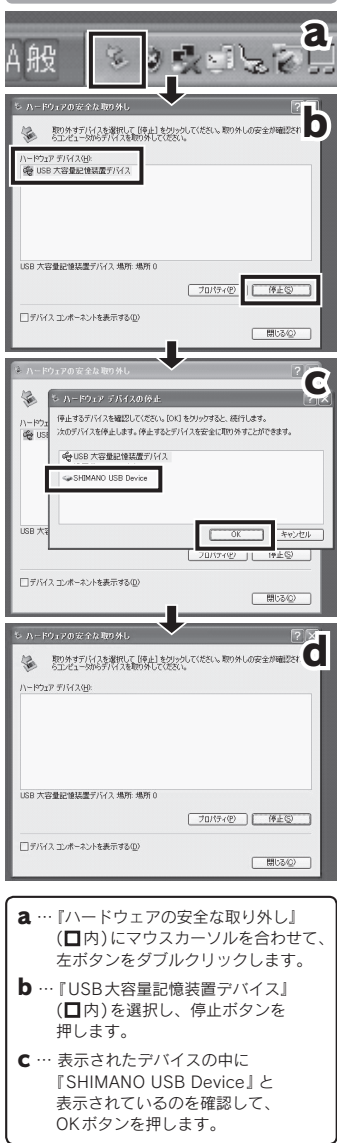 A般
a
ハードウェアの安全な取り外し
b
取り外すデバイスを選択して [停止] をクリックしてください。取り外しの安全が確認され
らコンピュータからデバイスを取り外してください。
ハードウェア デバイス(H):
USB 大容量記憶装置デバイス
USB 大容量記憶装置デバイス 場所: 場所 0
プロパティ(P)
停止(S)
デバイス コンポーネントを表示する(D)
閉じる(C)
ハードウェアの安全な取り外し
c
ハードウェア デバイスの停止
停止するデバイスを確認してください。[OK] をクリックすると、続行します。
次のデバイスを停止します。停止するとデバイスを安全に取り外すことができます。
ハードウ
USB
USB 大容量記憶装置デバイス
SHIMANO USB Device
USB 大容
OK
キャンセル
プロパティ(P)
停止(S)
デバイス コンポーネントを表示する(D)
閉じる(C)
ハードウェアの安全な取り外し
d
取り外すデバイスを選択して [停止] をクリックしてください。取り外しの安全が確認され
らコンピュータからデバイスを取り外してください。
ハードウェア デバイス(H):
USB 大容量記憶装置デバイス 場所: 場所 0
プロパティ(P)
停止(S)
デバイス コンポーネントを表示する(D)
閉じる(C)
a … 『ハードウェアの安全な取り外し』
(□内)にマウスカーソルを合わせて、
左ボタンをダブルクリックします。
b … 『USB大容量記憶装置デバイス』
(□内)を選択し、停止ボタンを
押します。
c … 表示されたデバイスの中に
『SHIMANO USB Device』と
表示されているのを確認して、
OKボタンを押します。